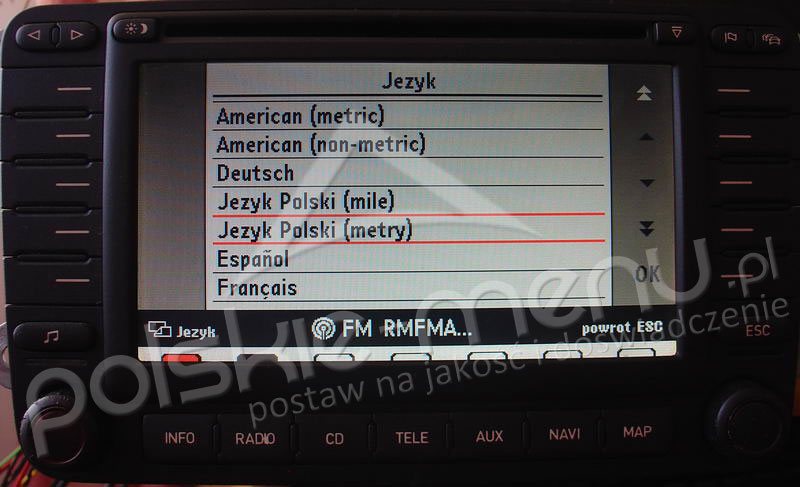 Jezyk
American (metric)
American (non-metric)
Deutsch
Jezyk Polski (mile)
Jezyk Polski (metry)
Español
Français
OK
Jezyk
FM RMFMA...
powrot ESC
ESC
INFO
RADIO
CD
TELE
AUX
NAVI
MAP
polskie-menu.pl
postaw na jakość i doświadczenie